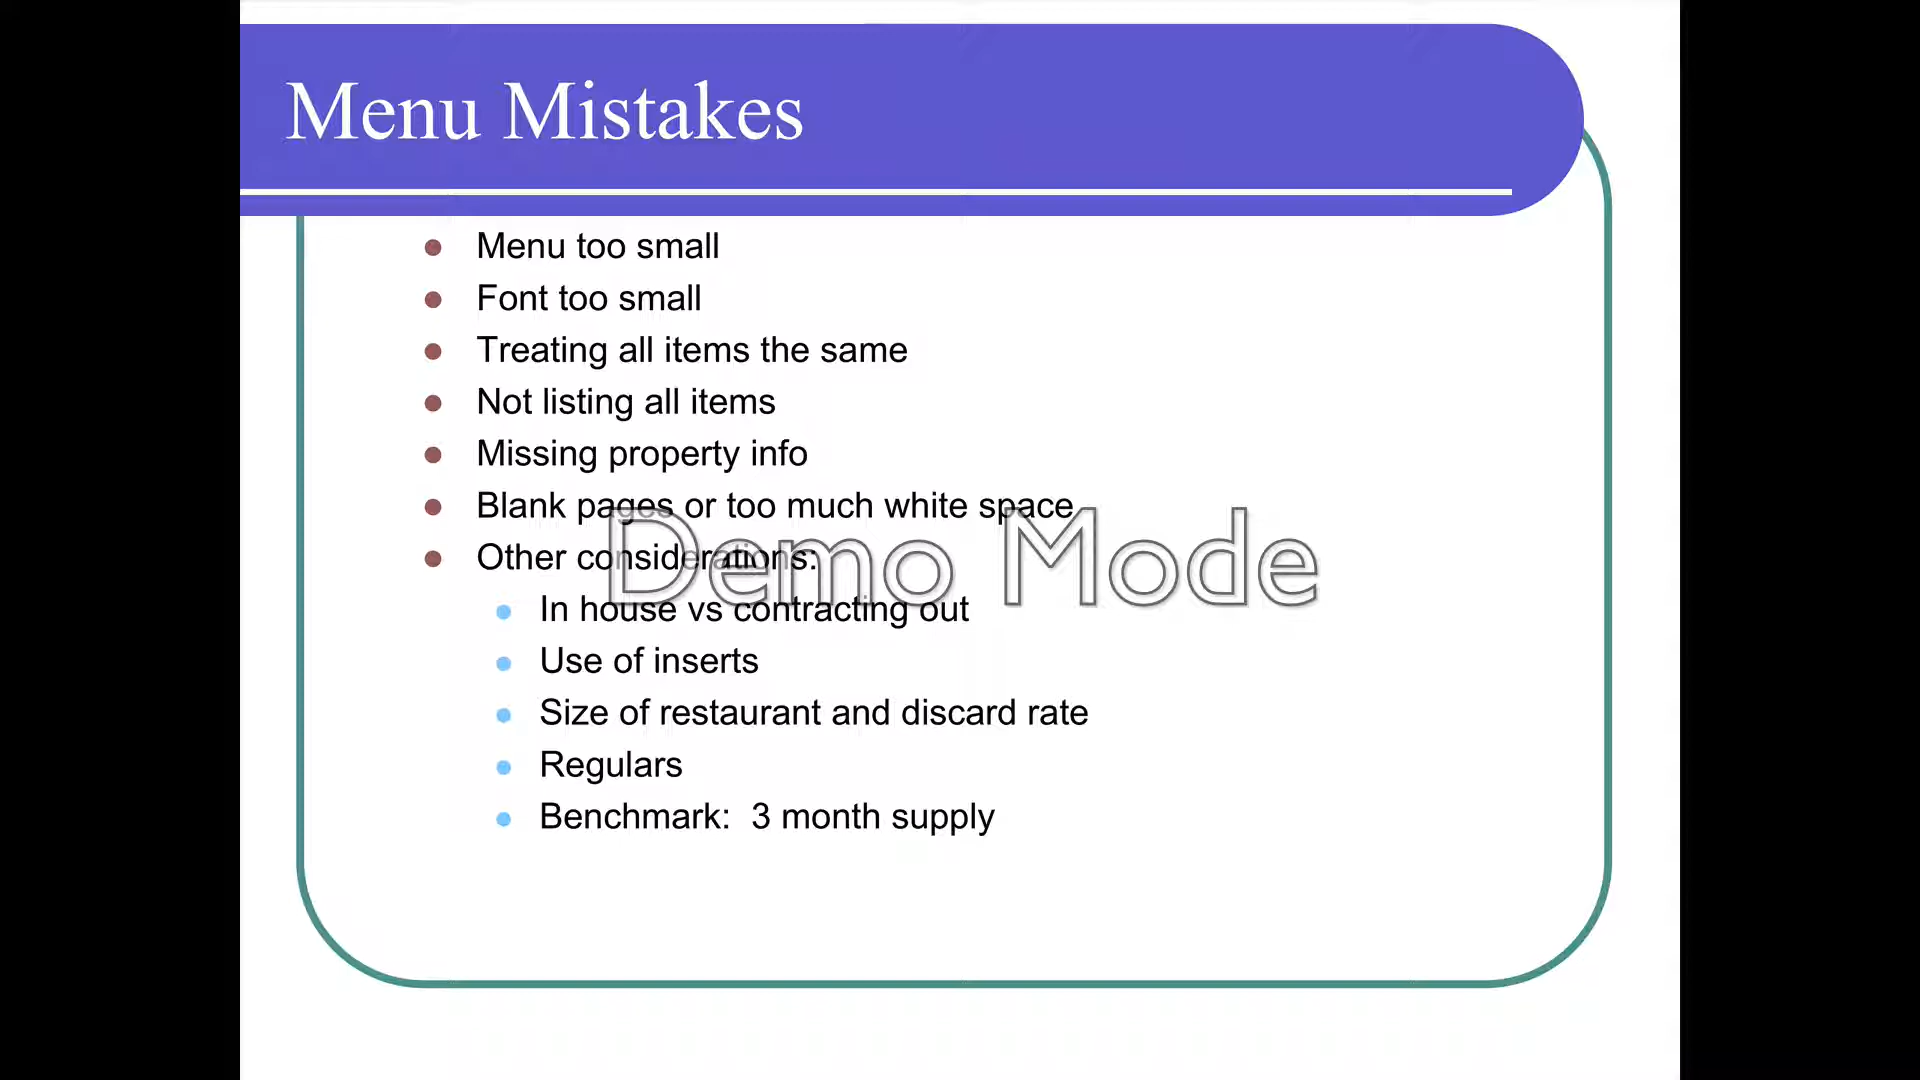 Menu Mistakes
Menu too small
Font too small
Treating all items the same
Not listing all items
Missing property info
Blank pages or too much white space
Other considerations:
Demo Mode
In house vs contracting out
Use of inserts
Size of restaurant and discard rate
Regulars
Benchmark:  3 month supply